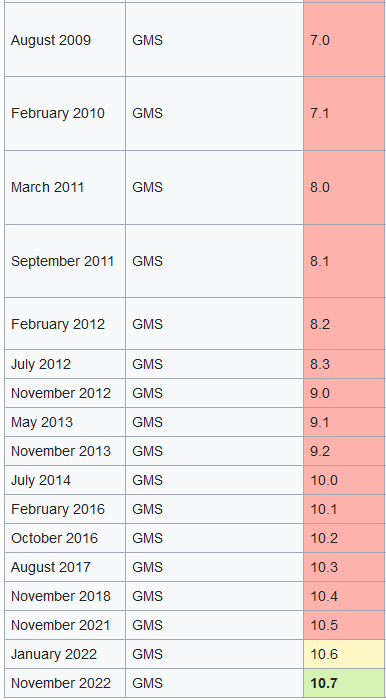 August 2009 GMS 7.0
February 2010 GMS 7.1
March 2011 GMS 8.0
September 2011 GMS 8.1
February 2012 GMS 8.2
July 2012 GMS 8.3
November 2012 GMS 9.0
May 2013 GMS 9.1
November 2013 GMS 9.2
July 2014 GMS 10.0
February 2016 GMS 10.1
October 2016 GMS 10.2
August 2017 GMS 10.3
November 2018 GMS 10.4
November 2021 GMS 10.5
January 2022 GMS 10.6
November 2022 GMS 10.7